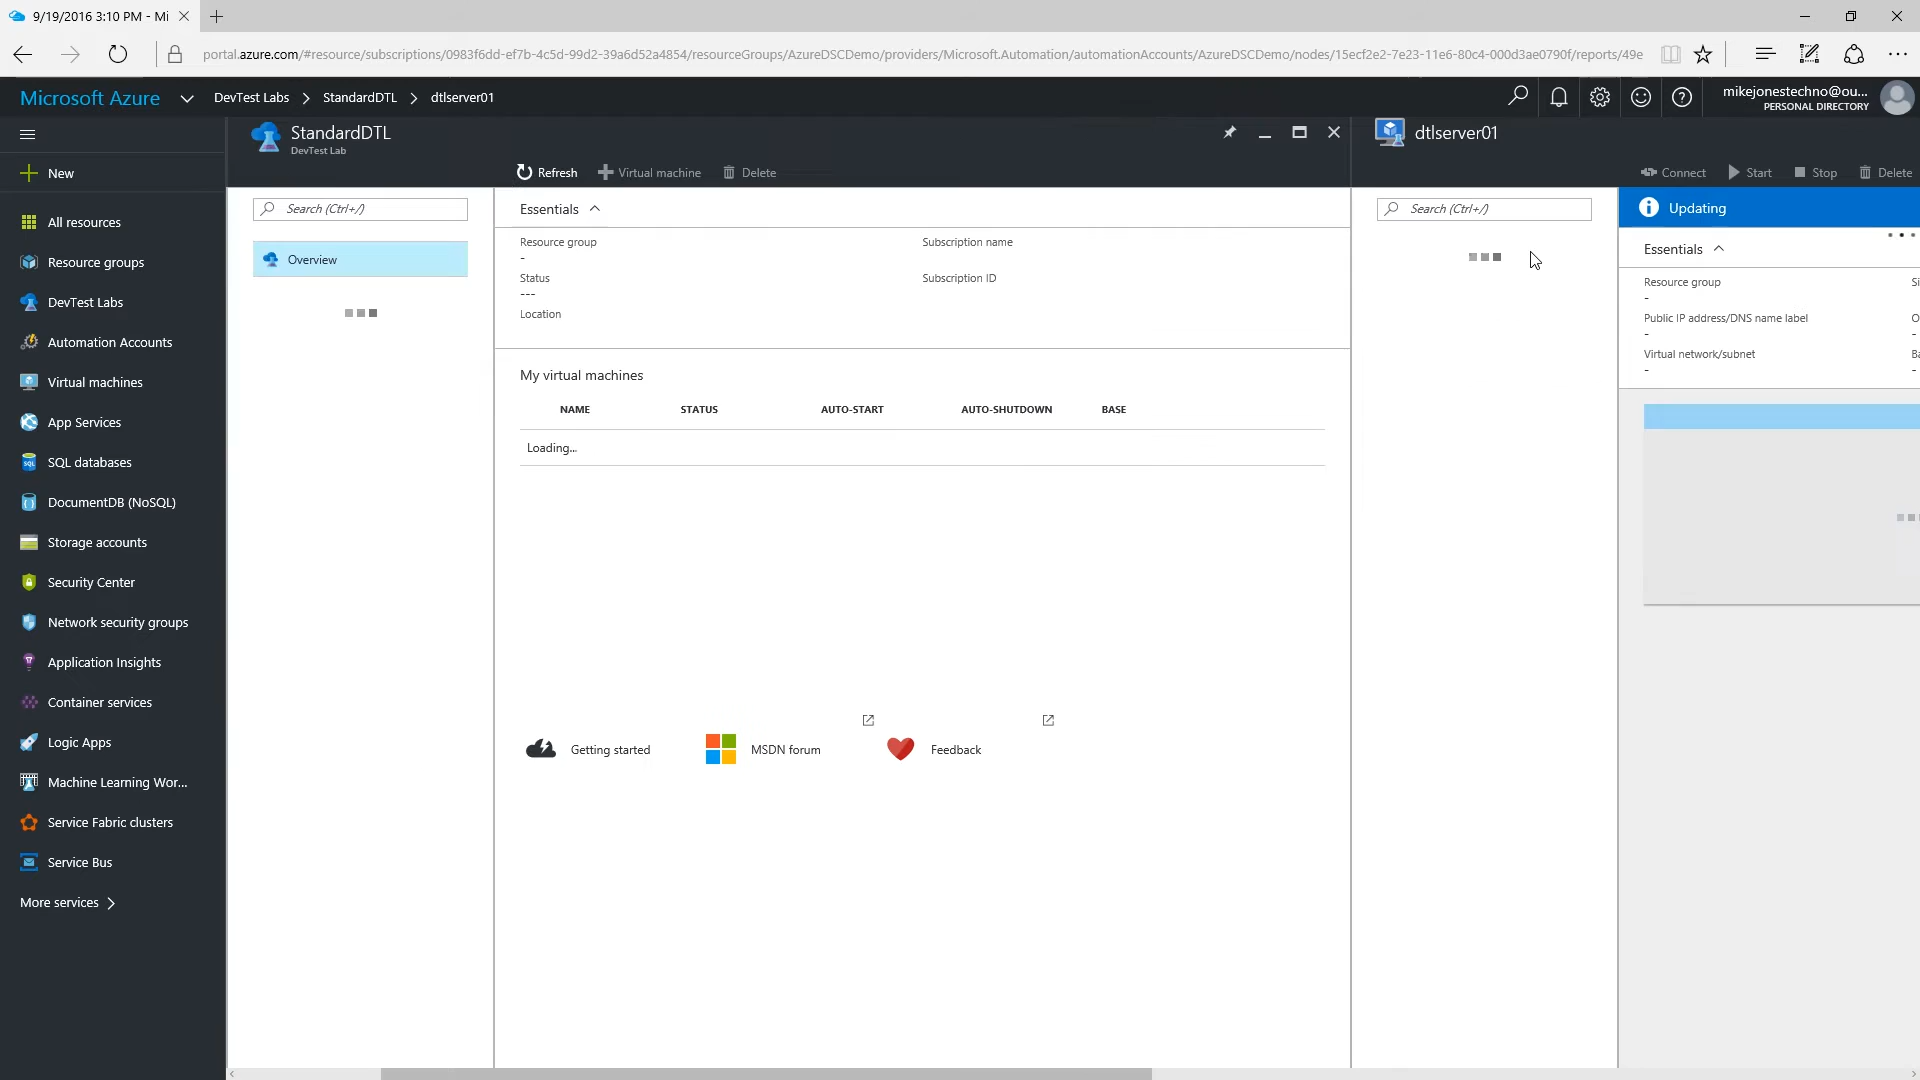 9/19/2016 3:10 PM - Mi
portal.azure.com/#resource/subscriptions/0983f6dd-ef7b-4c5d-99d2-39a6d52a4854/resourceGroups/AzureDSCDemo/providers/Microsoft.Automation/automationAccounts/AzureDSCDemo/nodes/15ecf2e2-7e23-11e6-80c4-000d3ae0790f/reports/49e
Microsoft Azure DevTest Labs StandardDTL dtlserver01
mikejonestechno@ou...
PERSONAL DIRECTORY
New
All resources
Resource groups
DevTest Labs
Automation Accounts
Virtual machines
App Services
SQL databases
DocumentDB (NoSQL)
Storage accounts
Security Center
Network security groups
Application Insights
Container services
Logic Apps
Machine Learning Wor...
Service Fabric clusters
Service Bus
More services
StandardDTL
DevTest Lab
Refresh Virtual machine Delete
Search (Ctrl+/)
Overview
Essentials
Resource group
-
Status
---
Location
Subscription name
Subscription ID
My virtual machines
NAME STATUS AUTO-START AUTO-SHUTDOWN BASE
Loading...
Getting started MSDN forum Feedback
dtlserver01
Connect Start Stop Delete
Search (Ctrl+/)
Updating
Essentials
Resource group
-
Public IP address/DNS name label
-
Virtual network/subnet
-
Si
O
-
Ba
-